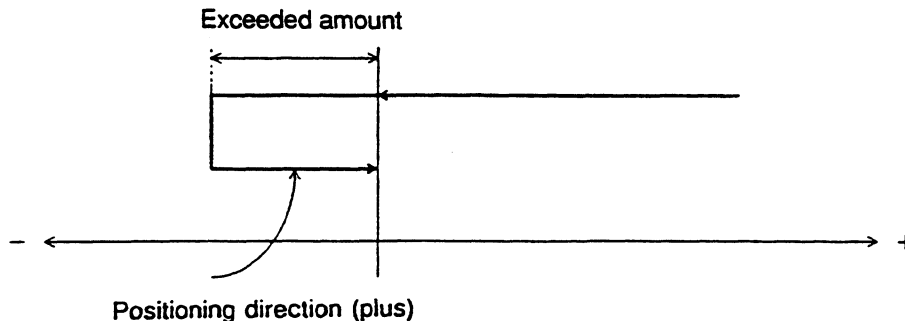 Exceeded amount
- +
Positioning direction (plus)